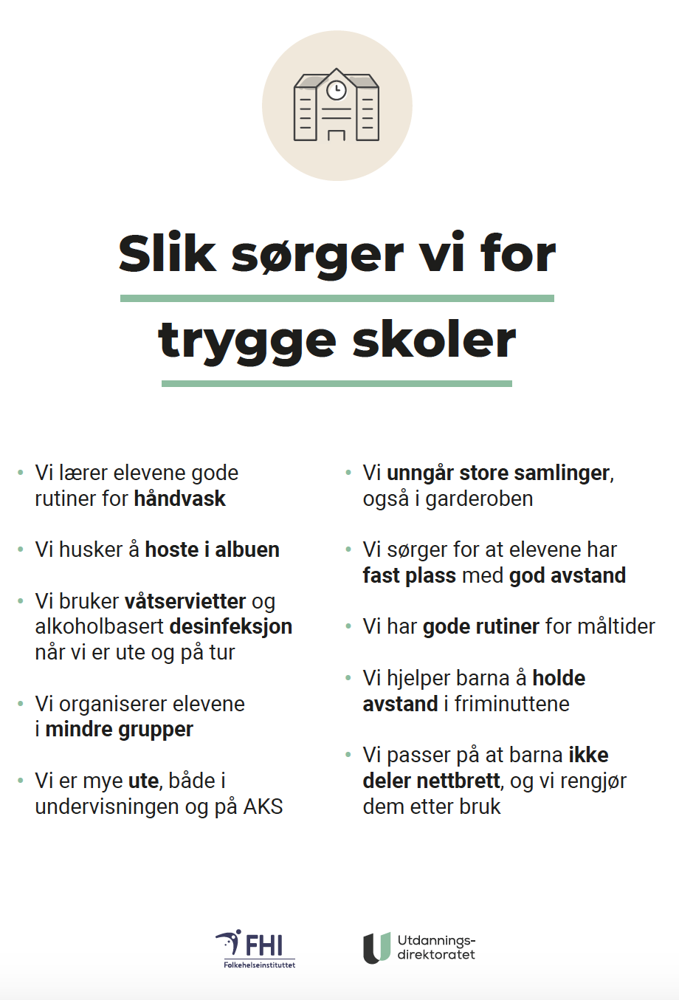 Slik sørger vi for
trygge skoler
• Vi lærer elevene gode
rutiner for håndvask
• Vi husker å hoste i albuen
• Vi bruker våtservietter og
alkoholbasert desinfeksjon
når vi er ute og på tur
• Vi organiserer elevene
i mindre grupper
• Vi er mye ute, både i
undervisningen og på AKS
• Vi unngår store samlinger,
også i garderoben
• Vi sørger for at elevene har
fast plass med god avstand
• Vi har gode rutiner for måltider
• Vi hjelper barna å holde
avstand i friminuttene
• Vi passer på at barna ikke
deler nettbrett, og vi rengjør
dem etter bruk
FHI
Folkehelseinstituttet
Utdannings-
direktoratet